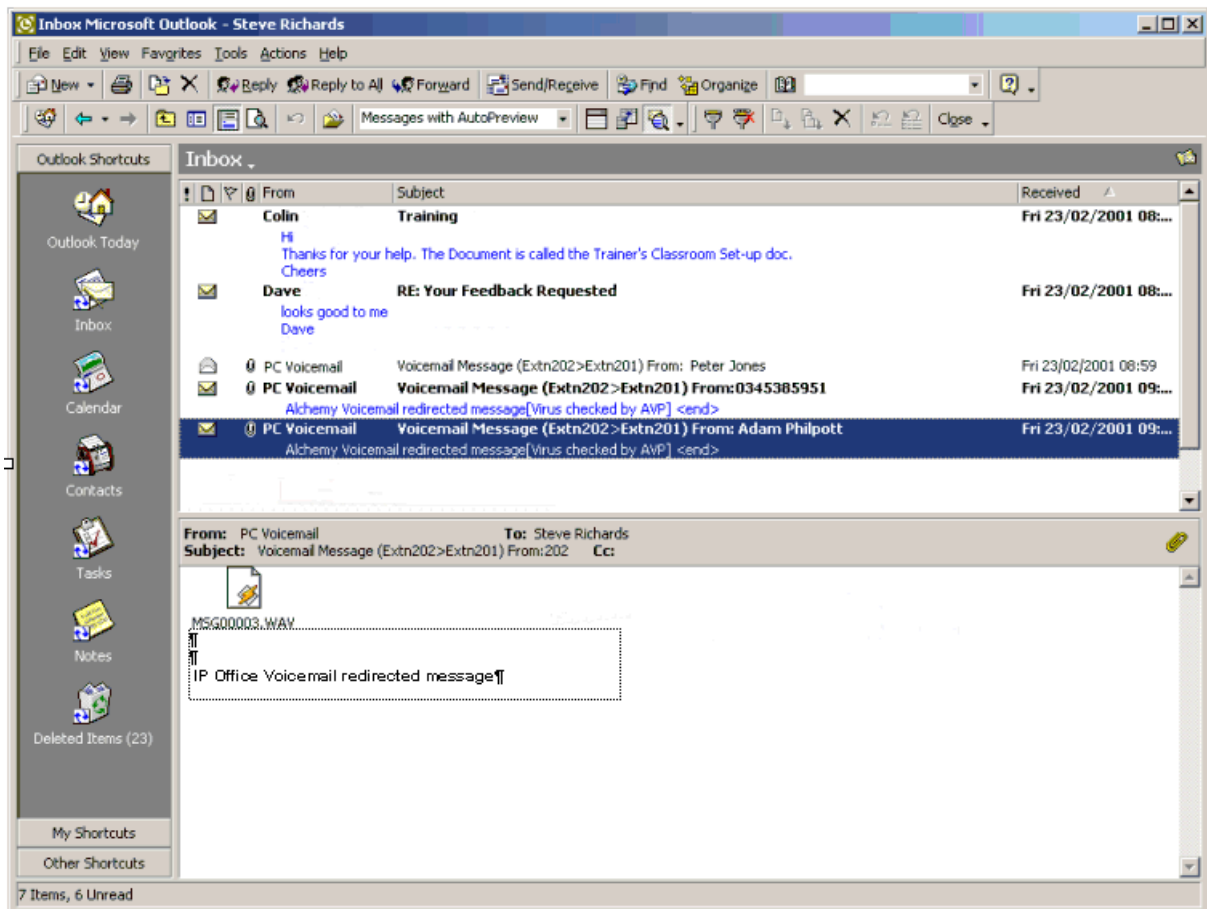 Inbox Microsoft Outlook - Steve Richards
File Edit View Favorites Tools Actions Help
New Reply Reply to All Forward Send/Receive Find Organize
Messages with AutoPreview Close
Outlook Shortcuts
Inbox
! From Subject Received
Colin Training Fri 23/02/2001 08:...
Hi
Thanks for your help. The Document is called the Trainer's Classroom Set-up doc.
Cheers
Dave RE: Your Feedback Requested Fri 23/02/2001 08:...
looks good to me
Dave
PC Voicemail Voicemail Message (Extn202>Extn201) From: Peter Jones Fri 23/02/2001 08:59
PC Voicemail Voicemail Message (Extn202>Extn201) From:0345385951 Fri 23/02/2001 09:...
Alchemy Voicemail redirected message[Virus checked by AVP] <end>
PC Voicemail Voicemail Message (Extn202>Extn201) From: Adam Philpott Fri 23/02/2001 09:...
Alchemy Voicemail redirected message[Virus checked by AVP] <end>
From: PC Voicemail To: Steve Richards
Subject: Voicemail Message (Extn202>Extn201) From:202 Cc:
MSG00003.WAV
¶
¶
IP Office Voicemail redirected message¶
Outlook Today
Inbox
Calendar
Contacts
Tasks
Notes
Deleted Items (23)
My Shortcuts
Other Shortcuts
7 Items, 6 Unread